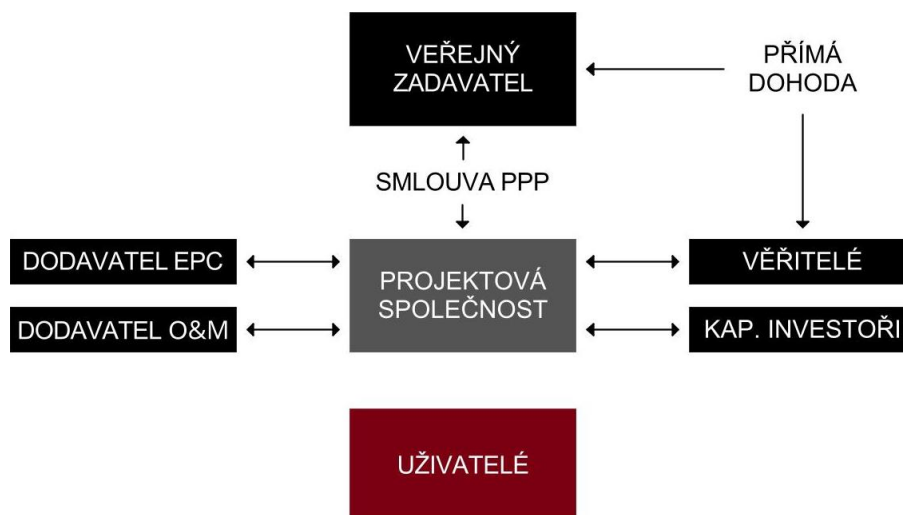 VEŘEJNÝ
ZADAVATEL
PŘÍMÁ
DOHODA
SMLOUVA PPP
DODAVATEL EPC
DODAVATEL O&M
PROJEKTOVÁ
SPOLEČNOST
VĚŘITELÉ
KAP. INVESTOŘI
UŽIVATELÉ